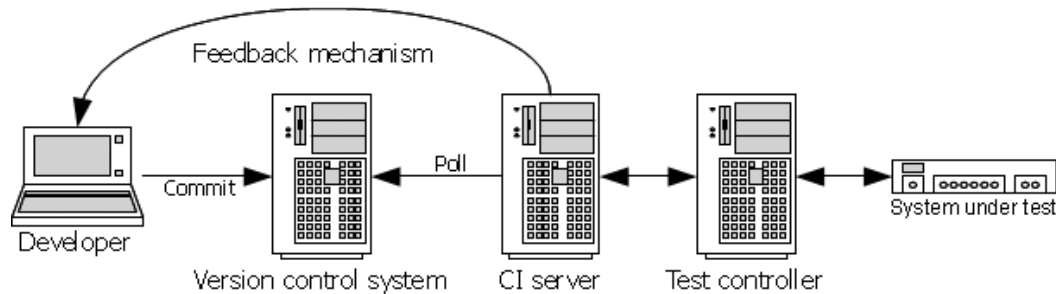 Feedback mechanism
Commit
Poll
System under test
Developer
Version control system
CI server
Test controller